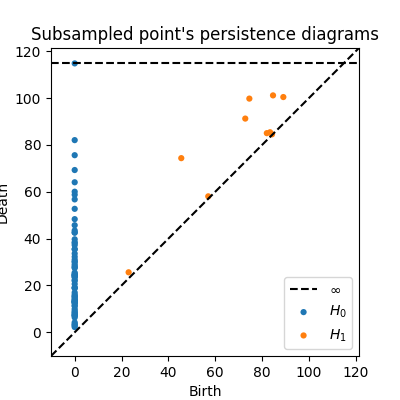 Subsampled point's persistence diagrams
120
100
80
60
40
20
0
Death
0 20 40 60 80 100 120
Birth
∞
H₀
H₁